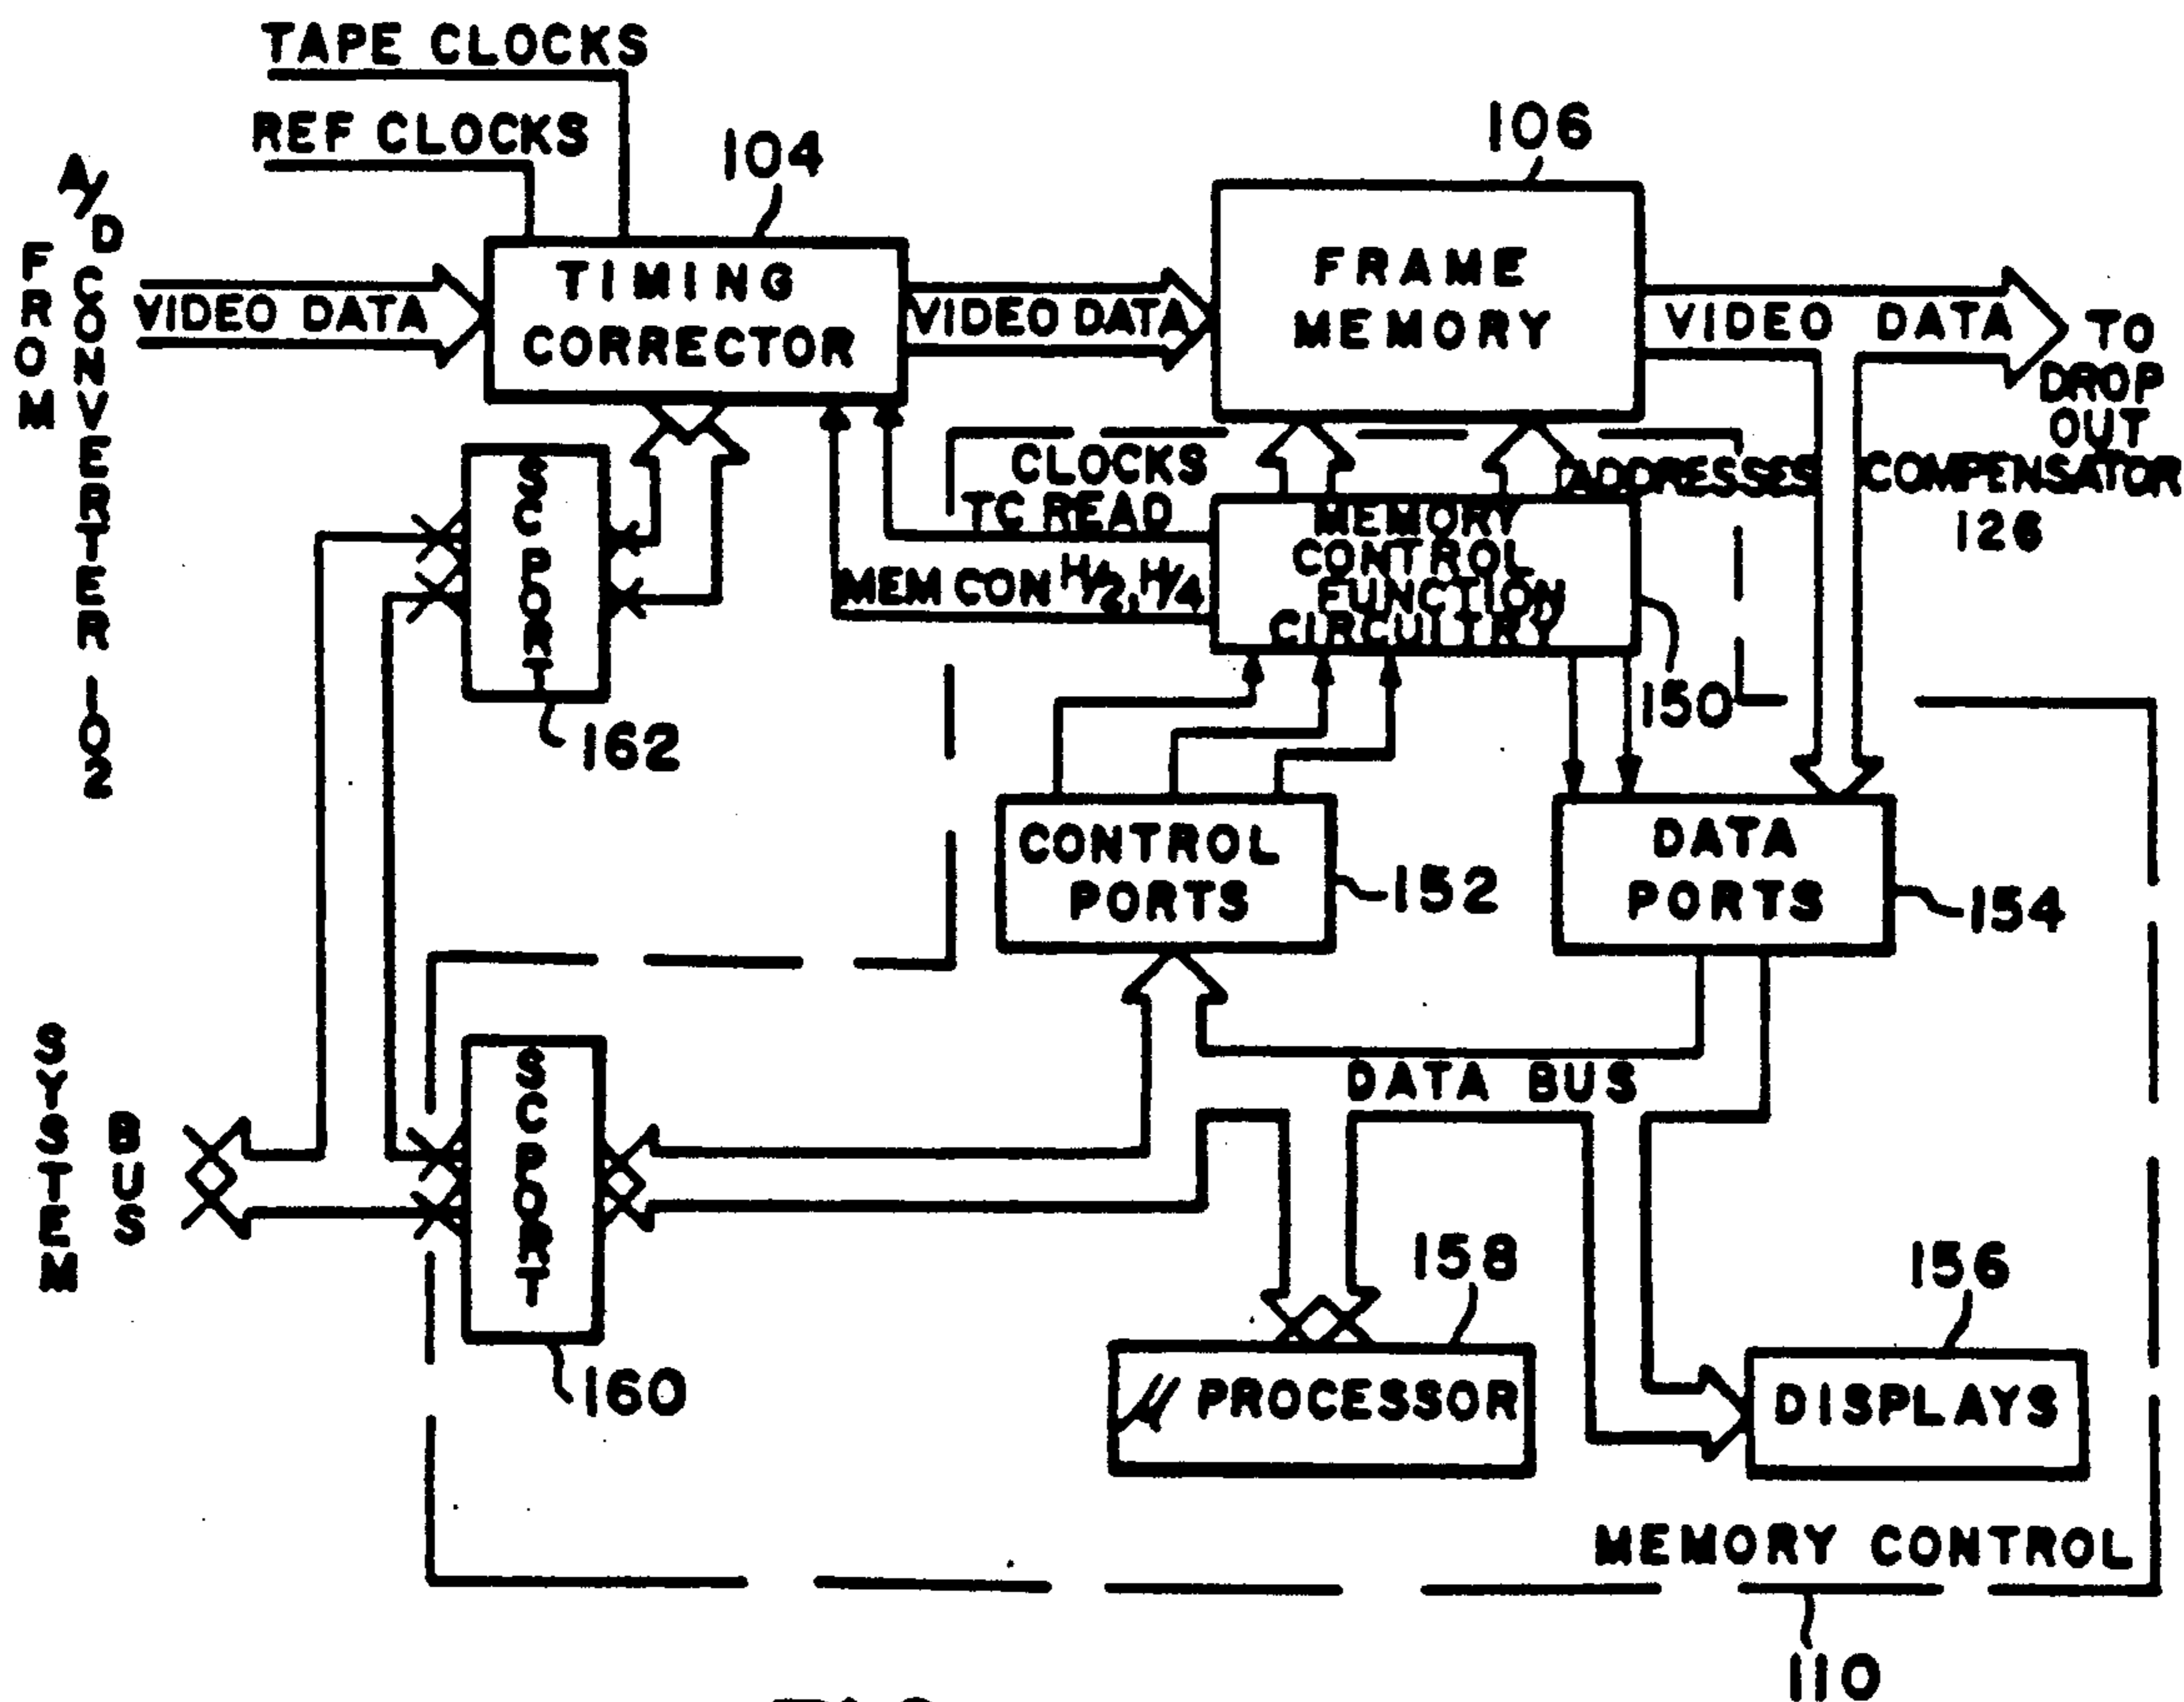 TAPE CLOCKS
REF CLOCKS
104
106
FROM
A/D CONVERTER 102
VIDEO DATA
TIMING
CORRECTOR
VIDEO DATA
FRAME
MEMORY
VIDEO DATA
TO
DROP
OUT
COMPENSATOR
126
CLOCKS
TC READ
ADDRESSES
MEM CON H/2, H/4
MEMORY
CONTROL
FUNCTION
CIRCUITRY
150
SC PORT
162
CONTROL
PORTS
152
DATA
PORTS
154
SYSTEM
BUS
SC PORT
160
DATA BUS
158
156
µ PROCESSOR
DISPLAYS
MEMORY CONTROL
110